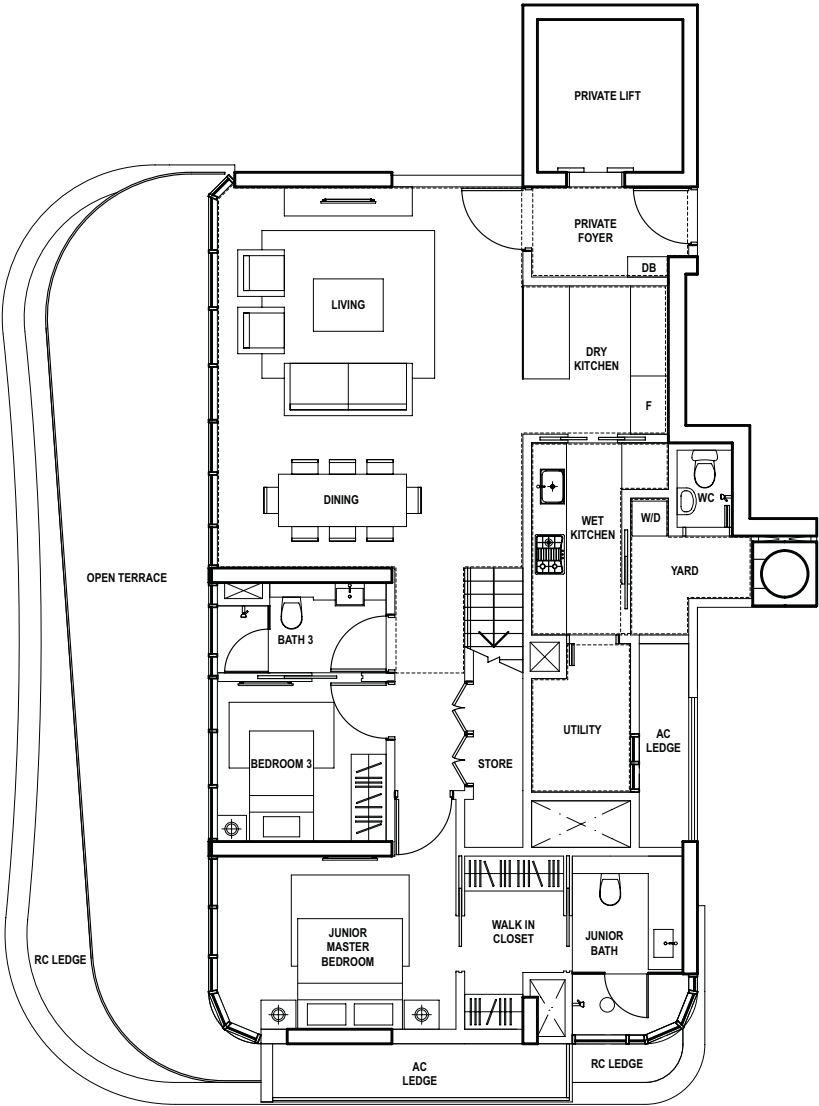 PRIVATE LIFT
PRIVATE
FOYER
DB
LIVING
DRY
KITCHEN
F
DINING
WET
KITCHEN
WC
W/D
YARD
OPEN TERRACE
BATH 3
BEDROOM 3
STORE
UTILITY
AC
LEDGE
JUNIOR
MASTER
BEDROOM
WALK IN
CLOSET
JUNIOR
BATH
RC LEDGE
AC
LEDGE
RC LEDGE